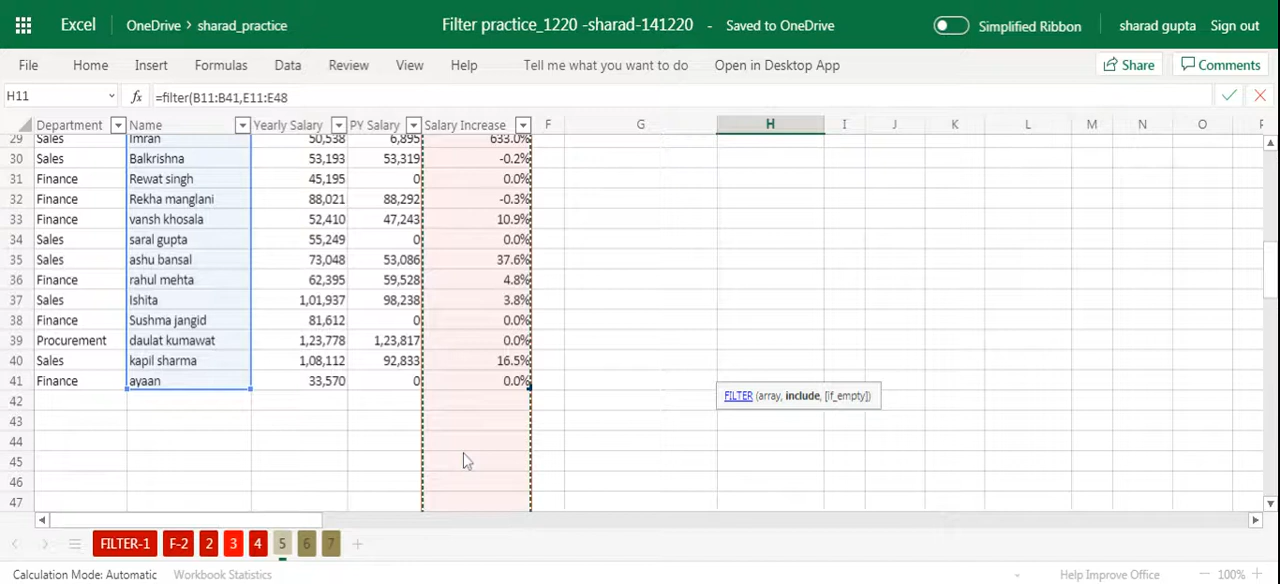 Excel OneDrive > sharad_practice Filter practice_1220 -sharad-141220 - Saved to OneDrive Simplified Ribbon sharad gupta Sign out
File Home Insert Formulas Data Review View Help Tell me what you want to do Open in Desktop App Share Comments
H11 fx =filter(B11:B41,E11:E48
Department Name Yearly Salary PY Salary Salary Increase F G H I J K L M N O
29 Sales Imran 50,538 6,895 633.0%
30 Sales Balkrishna 53,193 53,319 -0.2%
31 Finance Rewat singh 45,195 0 0.0%
32 Finance Rekha manglani 88,021 88,292 -0.3%
33 Finance vansh khosala 52,410 47,243 10.9%
34 Sales saral gupta 55,249 0 0.0%
35 Sales ashu bansal 73,048 53,086 37.6%
36 Finance rahul mehta 62,395 59,528 4.8%
37 Sales Ishita 1,01,937 98,238 3.8%
38 Finance Sushma jangid 81,612 0 0.0%
39 Procurement daulat kumawat 1,23,778 1,23,817 0.0%
40 Sales kapil sharma 1,08,112 92,833 16.5%
41 Finance ayaan 33,570 0 0.0%
FILTER (array, include, [if_empty])
42
43
44
45
46
47
FILTER-1 F-2 2 3 4 5 6 7
Calculation Mode: Automatic Workbook Statistics Help Improve Office 100%